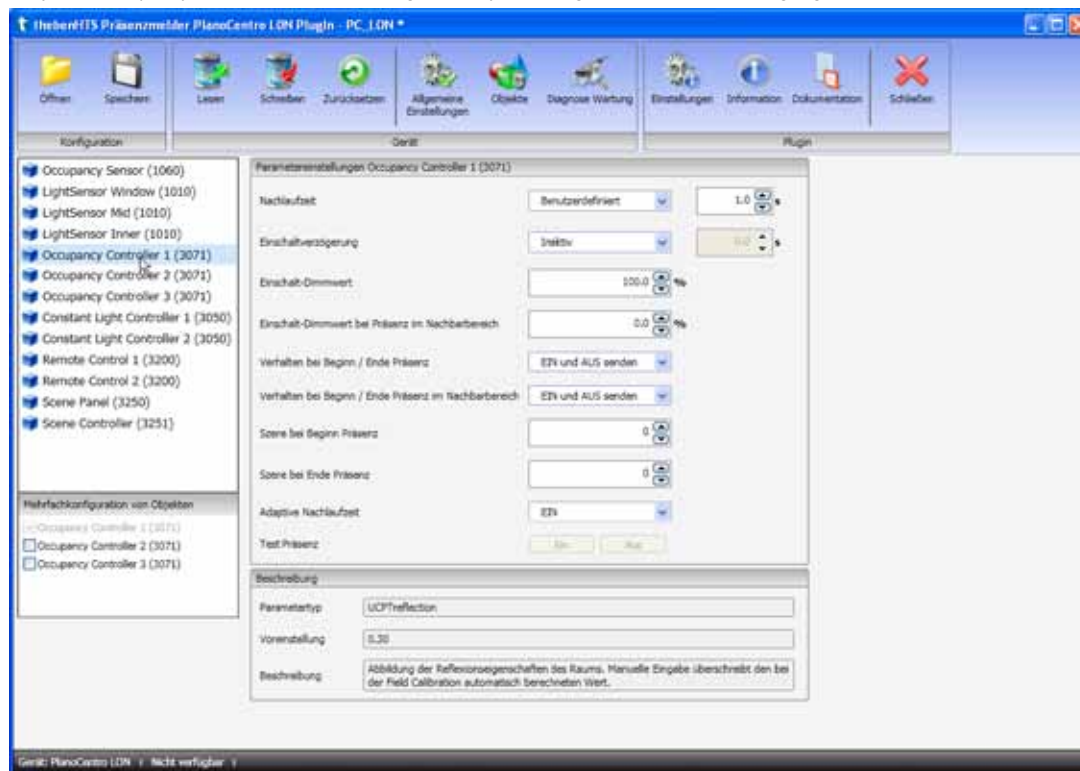 thebenHTS Präsenzmelder PlanoCentro LON PlugIn - PC_LON *
Öffnen Speichern Lesen Schreiben Zurücksetzen Allgemeine Einstellungen Objekte Diagnose Wartung Einstellungen Information Dokumentation Schließen
Konfiguration Gerät Plugin
Occupancy Sensor (1060)
LightSensor Window (1010)
LightSensor Mid (1010)
LightSensor Inner (1010)
Occupancy Controller 1 (3071)
Occupancy Controller 2 (3071)
Occupancy Controller 3 (3071)
Constant Light Controller 1 (3050)
Constant Light Controller 2 (3050)
Remote Control 1 (3200)
Remote Control 2 (3200)
Scene Panel (3250)
Scene Controller (3251)
Mehrfachkonfiguration von Objekten
Occupancy Controller 1 (3071)
Occupancy Controller 2 (3071)
Occupancy Controller 3 (3071)
Parametereinstellungen Occupancy Controller 1 (3071)
Nachlaufzeit Benutzerdefiniert 1.0 s
Einschaltverzögerung Inaktiv 0.0 s
Einschalt-Dimmwert 100.0 %
Einschalt-Dimmwert bei Präsenz im Nachbarbereich 0.0 %
Verhalten bei Beginn / Ende Präsenz EIN und AUS senden
Verhalten bei Beginn / Ende Präsenz im Nachbarbereich EIN und AUS senden
Szene bei Beginn Präsenz 0
Szene bei Ende Präsenz 0
Adaptive Nachlaufzeit EIN
Test Präsenz Ein Aus
Beschreibung
Parametertyp UCPTreflection
Voreinstellung 0.30
Beschreibung Abbildung der Reflexionseigenschaften des Raums. Manuelle Eingabe überschreibt den bei
der Field Calibration automatisch berechneten Wert.
Gerät: PlanoCentro LON | Nicht verfügbar |